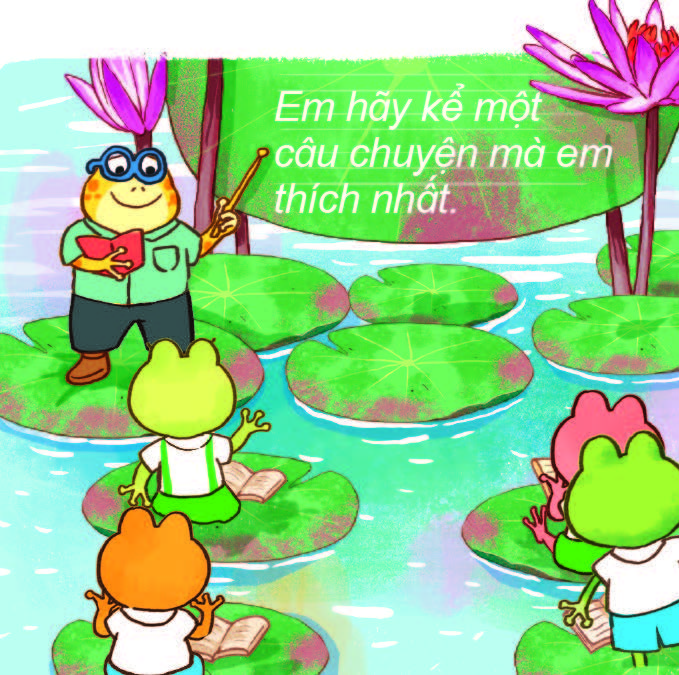 Em hãy kể một
câu chuyện mà em
thích nhất.